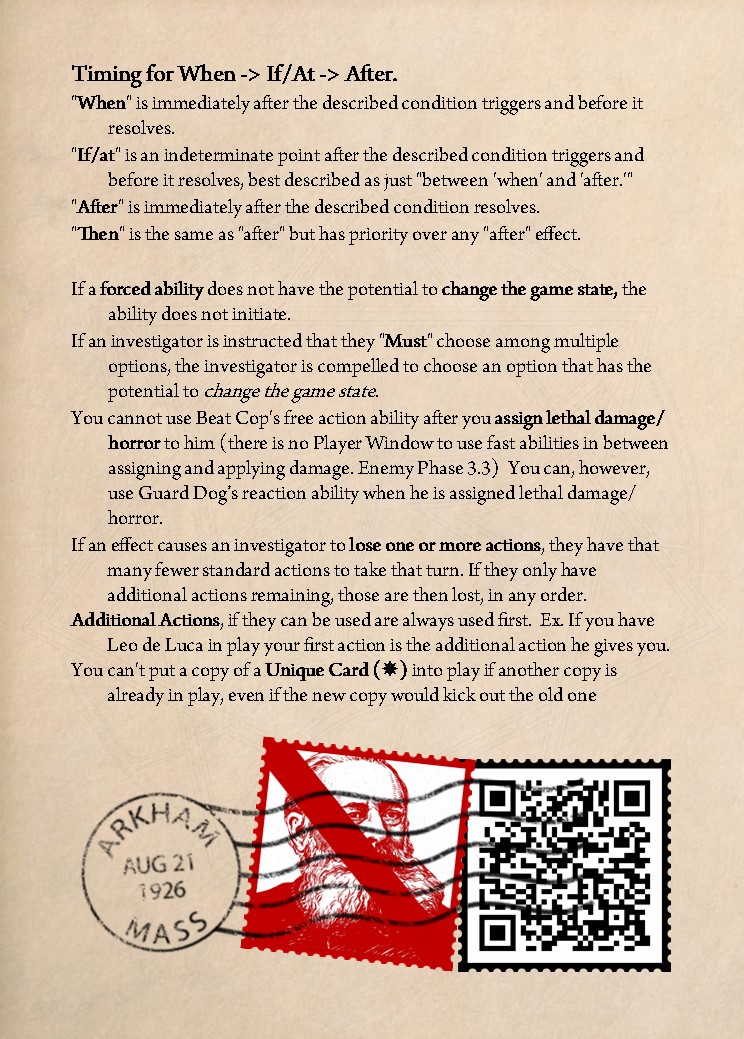 Timing for When -> If/At -> After.
"When" is immediately after the described condition triggers and before it
resolves.
"If/at" is an indeterminate point after the described condition triggers and
before it resolves, best described as just "between 'when' and 'after.'"
"After" is immediately after the described condition resolves.
"Then" is the same as "after" but has priority over any "after" effect.
If a forced ability does not have the potential to change the game state, the
ability does not initiate.
If an investigator is instructed that they "Must" choose among multiple
options, the investigator is compelled to choose an option that has the
potential to change the game state.
You cannot use Beat Cop's free action ability after you assign lethal damage/
horror to him (there is no Player Window to use fast abilities in between
assigning and applying damage. Enemy Phase 3.3) You can, however,
use Guard Dog's reaction ability when he is assigned lethal damage/
horror.
If an effect causes an investigator to lose one or more actions, they have that
many fewer standard actions to take that turn. If they only have
additional actions remaining, those are then lost, in any order.
Additional Actions, if they can be used are always used first. Ex. If you have
Leo de Luca in play your first action is the additional action he gives you.
You can't put a copy of a Unique Card (✸) into play if another copy is
already in play, even if the new copy would kick out the old one
ARKHAM
AUG 21
1926
MASS